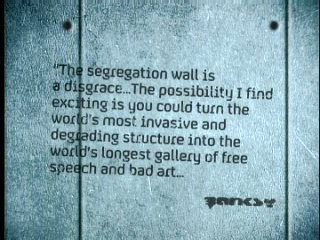 "The segregation wall is
a disgrace...The possibility I find
exciting is you could turn the
world's most invasive and
degrading structure into the
world's longest gallery of free
speech and bad art...
BANKSY